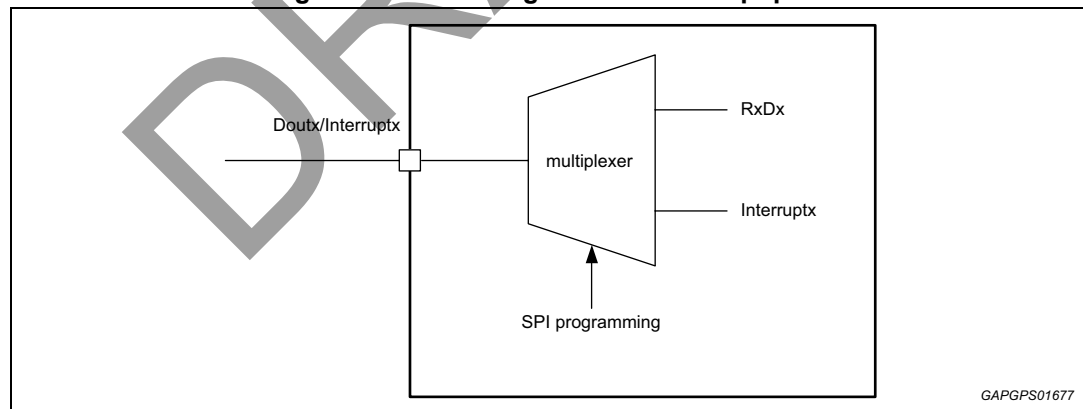 Doutx/Interruptx
RxDx
multiplexer
Interruptx
SPI programming
GAPGPS01677